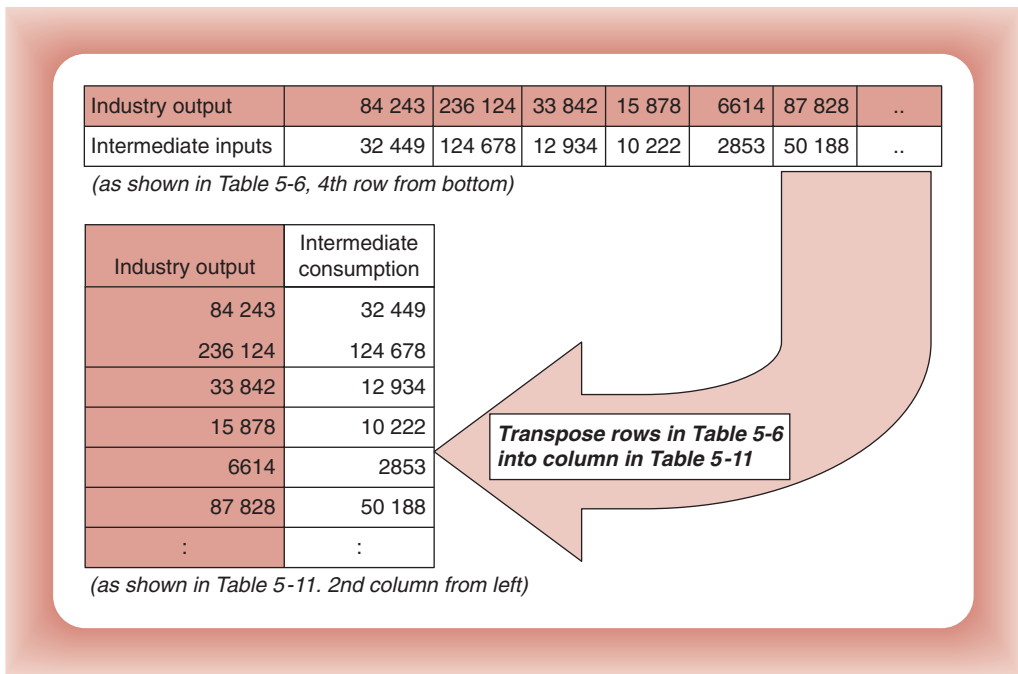 Industry output 84 243 236 124 33 842 15 878 6614 87 828 ..
Intermediate inputs 32 449 124 678 12 934 10 222 2853 50 188 ..
(as shown in Table 5-6, 4th row from bottom)
Industry output Intermediate
consumption
84 243 32 449
236 124 124 678
33 842 12 934
15 878 10 222
6614 2853
87 828 50 188
: :
(as shown in Table 5-11. 2nd column from left)
Transpose rows in Table 5-6
into column in Table 5-11